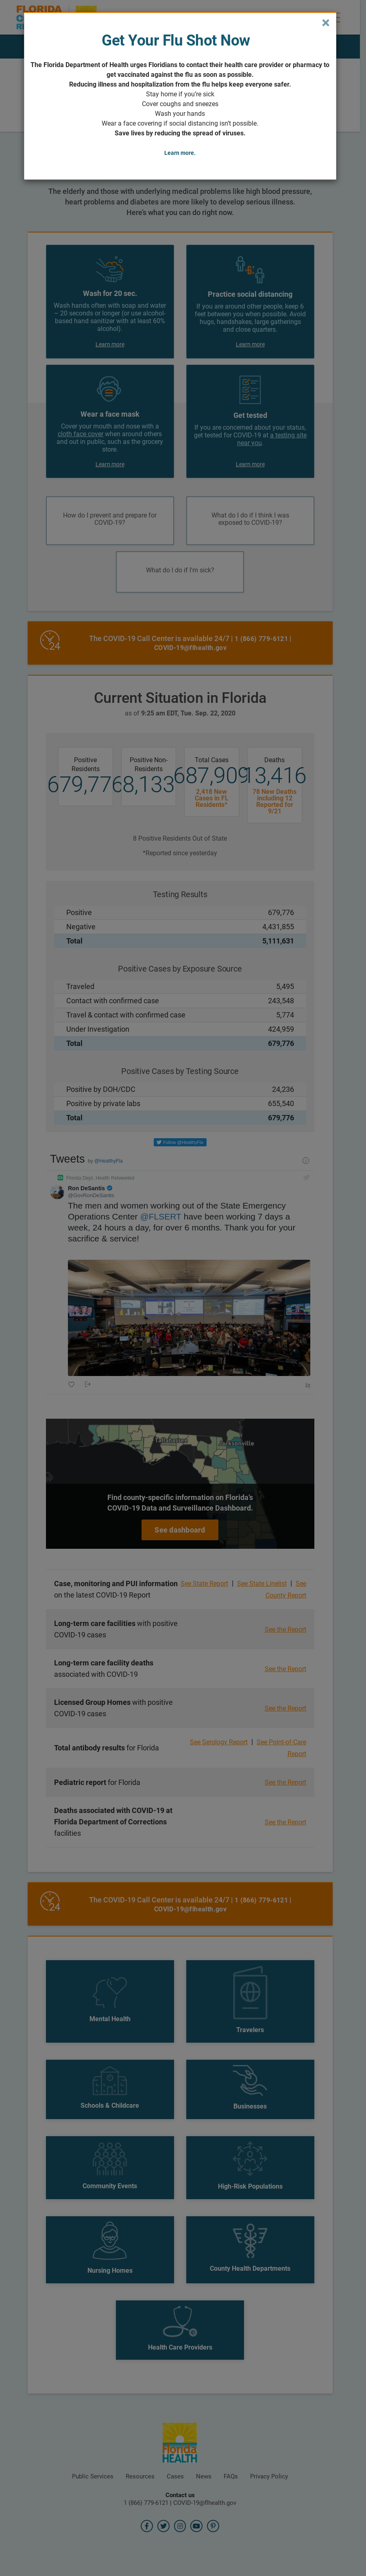 FLORIDA
×
Get Your Flu Shot Now
The Florida Department of Health urges Floridians to contact their health care provider or pharmacy to
get vaccinated against the flu as soon as possible.
Reducing illness and hospitalization from the flu helps keep everyone safer.
Stay home if you're sick
Cover coughs and sneezes
Wash your hands
Wear a face covering if social distancing isn't possible.
Save lives by reducing the spread of viruses.
Learn more.
The elderly and those with underlying medical problems like high blood pressure,
heart problems and diabetes are more likely to develop serious illness.
Here's what you can do right now.
Wash for 20 sec.
Wash hands often with soap and water
– 20 seconds or longer (or use alcohol-
based hand sanitizer with at least 60%
alcohol).
Learn more
Practice social distancing
If you are around other people, keep 6
feet between you when possible. Avoid
hugs, handshakes, large gatherings
and close quarters.
Learn more
Wear a face mask
Cover your mouth and nose with a
cloth face cover when around others
and out in public, such as the grocery
store.
Learn more
Get tested
If you are concerned about your status,
get tested for COVID-19 at a testing site
near you.
Learn more
How do I prevent and prepare for
COVID-19?
What do I do if I think I was
exposed to COVID-19?
What do I do if I'm sick?
24
The COVID-19 Call Center is available 24/7 | 1 (866) 779-6121 |
COVID-19@flhealth.gov
Current Situation in Florida
as of 9:25 am EDT, Tue. Sep. 22, 2020
Positive
Residents
679,776
Positive Non-
Residents
8,133
Total Cases
687,909
2,418 New
Cases in FL
Residents*
Deaths
13,416
78 New Deaths
including 12
Reported for
9/21
8 Positive Residents Out of State
*Reported since yesterday
Testing Results
Positive 679,776
Negative 4,431,855
Total 5,111,631
Positive Cases by Exposure Source
Traveled 5,495
Contact with confirmed case 243,548
Travel & contact with confirmed case 5,774
Under Investigation 424,959
Total 679,776
Positive Cases by Testing Source
Positive by DOH/CDC 24,236
Positive by private labs 655,540
Total 679,776
Follow @HealthyFla
Tweets by @HealthyFla
Florida Dept. Health Retweeted
Ron DeSantis
@GovRonDeSantis
The men and women working out of the State Emergency
Operations Center @FLSERT have been working 7 days a
week, 24 hours a day, for over 6 months. Thank you for your
sacrifice & service!
Tallahassee
Jacksonville
Find county-specific information on Florida's
COVID-19 Data and Surveillance Dashboard.
See dashboard
Case, monitoring and PUI information
on the latest COVID-19 Report
See State Report | See State Linelist | See
County Report
Long-term care facilities with positive
COVID-19 cases
See the Report
Long-term care facility deaths
associated with COVID-19
See the Report
Licensed Group Homes with positive
COVID-19 cases
See the Report
Total antibody results for Florida
See Serology Report | See Point-of-Care
Report
Pediatric report for Florida
See the Report
Deaths associated with COVID-19 at
Florida Department of Corrections
facilities
See the Report
24
The COVID-19 Call Center is available 24/7 | 1 (866) 779-6121 |
COVID-19@flhealth.gov
Mental Health
Travelers
Schools & Childcare
Businesses
Community Events
High-Risk Populations
Nursing Homes
County Health Departments
Health Care Providers
Florida
HEALTH
Public Services
Resources
Cases
News
FAQs
Privacy Policy
Contact us
1 (866) 779-6121 | COVID-19@flhealth.gov